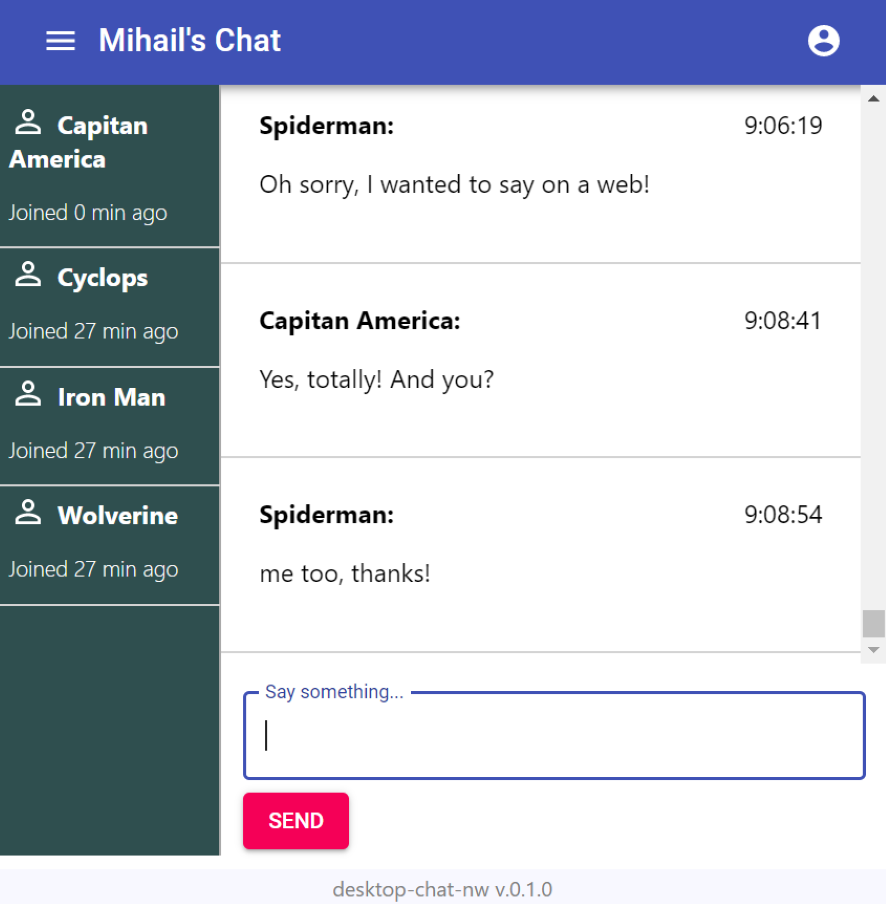 Mihail's Chat
Capitan
America
Joined 0 min ago
Cyclops
Joined 27 min ago
Iron Man
Joined 27 min ago
Wolverine
Joined 27 min ago
Spiderman: 9:06:19
Oh sorry, I wanted to say on a web!
Capitan America: 9:08:41
Yes, totally! And you?
Spiderman: 9:08:54
me too, thanks!
Say something...
SEND
desktop-chat-nw v.0.1.0